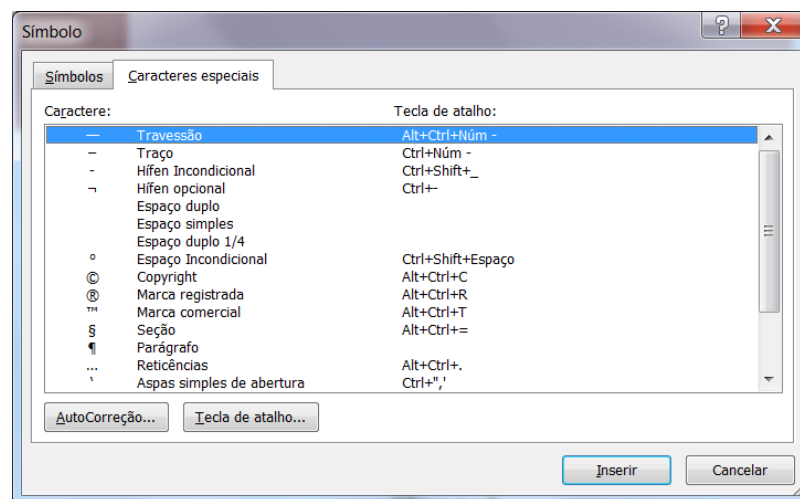 Símbolo
Símbolos Caracteres especiais
Caractere: Tecla de atalho:
— Travessão Alt+Ctrl+Núm -
– Traço Ctrl+Núm -
- Hífen Incondicional Ctrl+Shift+_
¬ Hífen opcional Ctrl+-
Espaço duplo
Espaço simples
Espaço duplo 1/4
° Espaço Incondicional Ctrl+Shift+Espaço
© Copyright Alt+Ctrl+C
® Marca registrada Alt+Ctrl+R
™ Marca comercial Alt+Ctrl+T
§ Seção Alt+Ctrl+=
¶ Parágrafo
... Reticências Alt+Ctrl+.
‛ Aspas simples de abertura Ctrl+",'
AutoCorreção... Tecla de atalho...
Inserir Cancelar